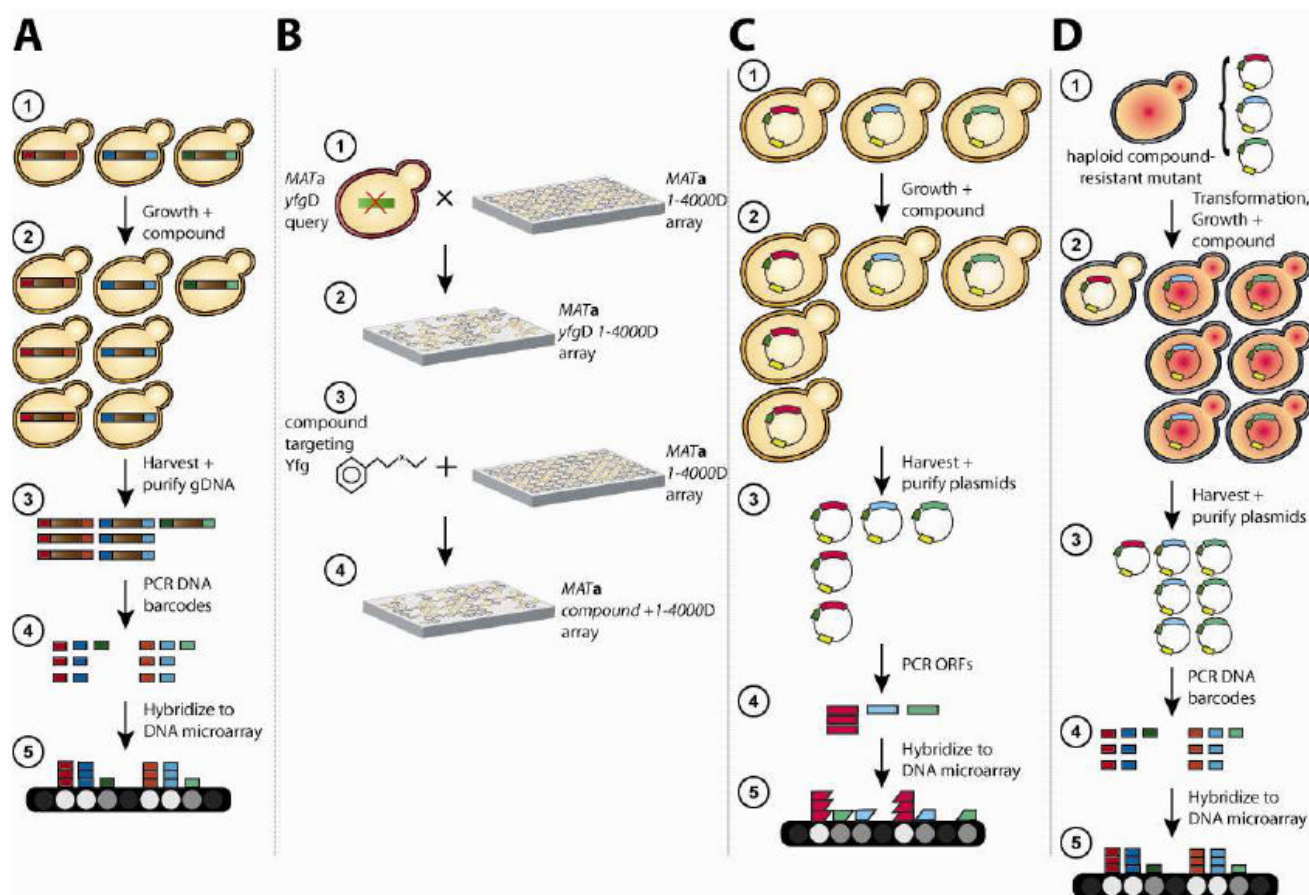 A
1
Growth +
compound
2
Harvest +
purify gDNA
3
PCR DNA
barcodes
4
Hybridize to
DNA microarray
5
B
1
MATa
yfgD
query
×
MATa
1-4000D
array
2
MATa
yfgD 1-4000D
array
3
compound
targeting
Yfg
+
MATa
1-4000D
array
4
MATa
compound +1-4000D
array
C
1
Growth +
compound
2
Harvest +
purify plasmids
3
PCR ORFs
4
Hybridize to
DNA microarray
5
D
1
haploid compound-
resistant mutant
Transformation,
Growth +
compound
2
Harvest +
purify plasmids
3
PCR DNA
barcodes
4
Hybridize to
DNA microarray
5